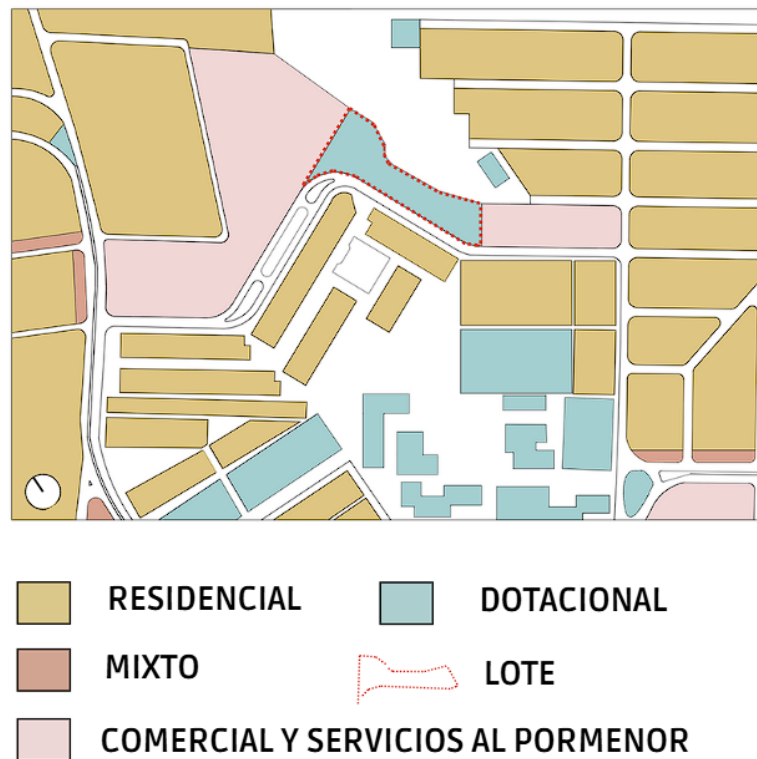 RESIDENCIAL
DOTACIONAL
MIXTO
LOTE
COMERCIAL Y SERVICIOS AL PORMENOR